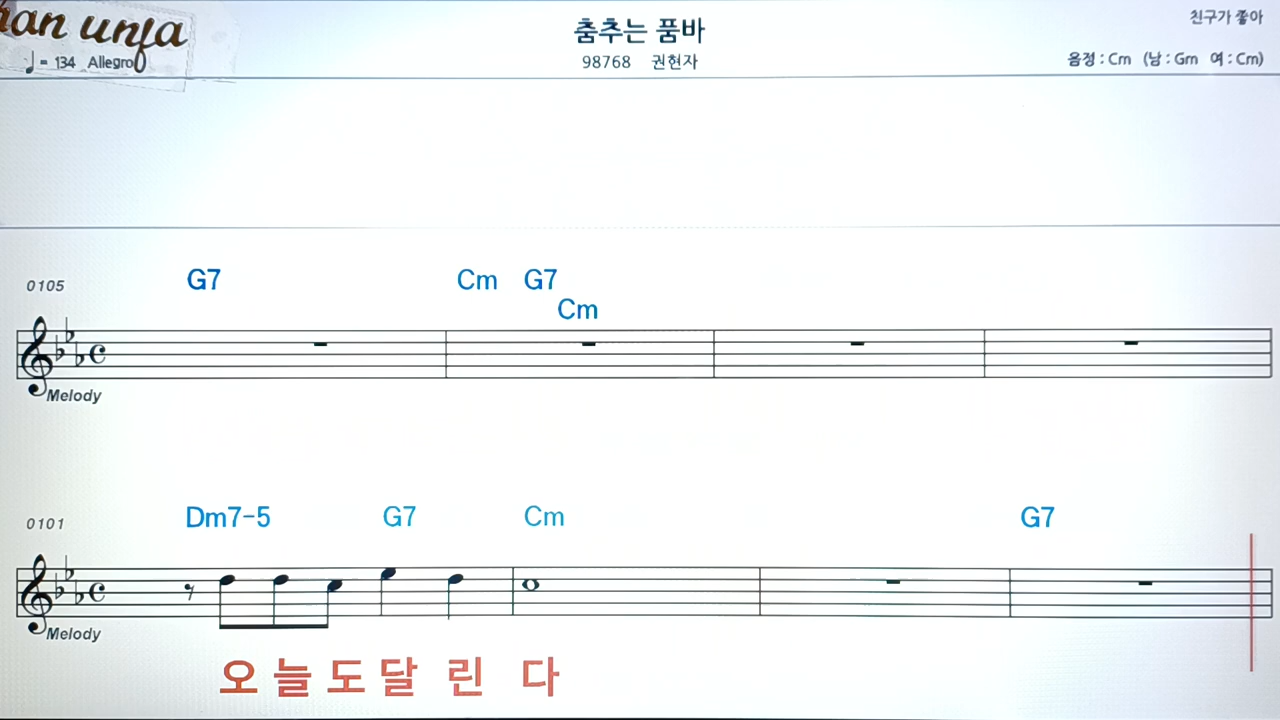 춤추는 품바
친구가 좋아
♩= 134 Allegro
98768 권현자
음정 : Cm (남 : Gm 여 : Cm)
0105
G7 Cm G7
Cm
Melody
0101
Dm7-5 G7 Cm G7
Melody
오 늘 도 달 린 다